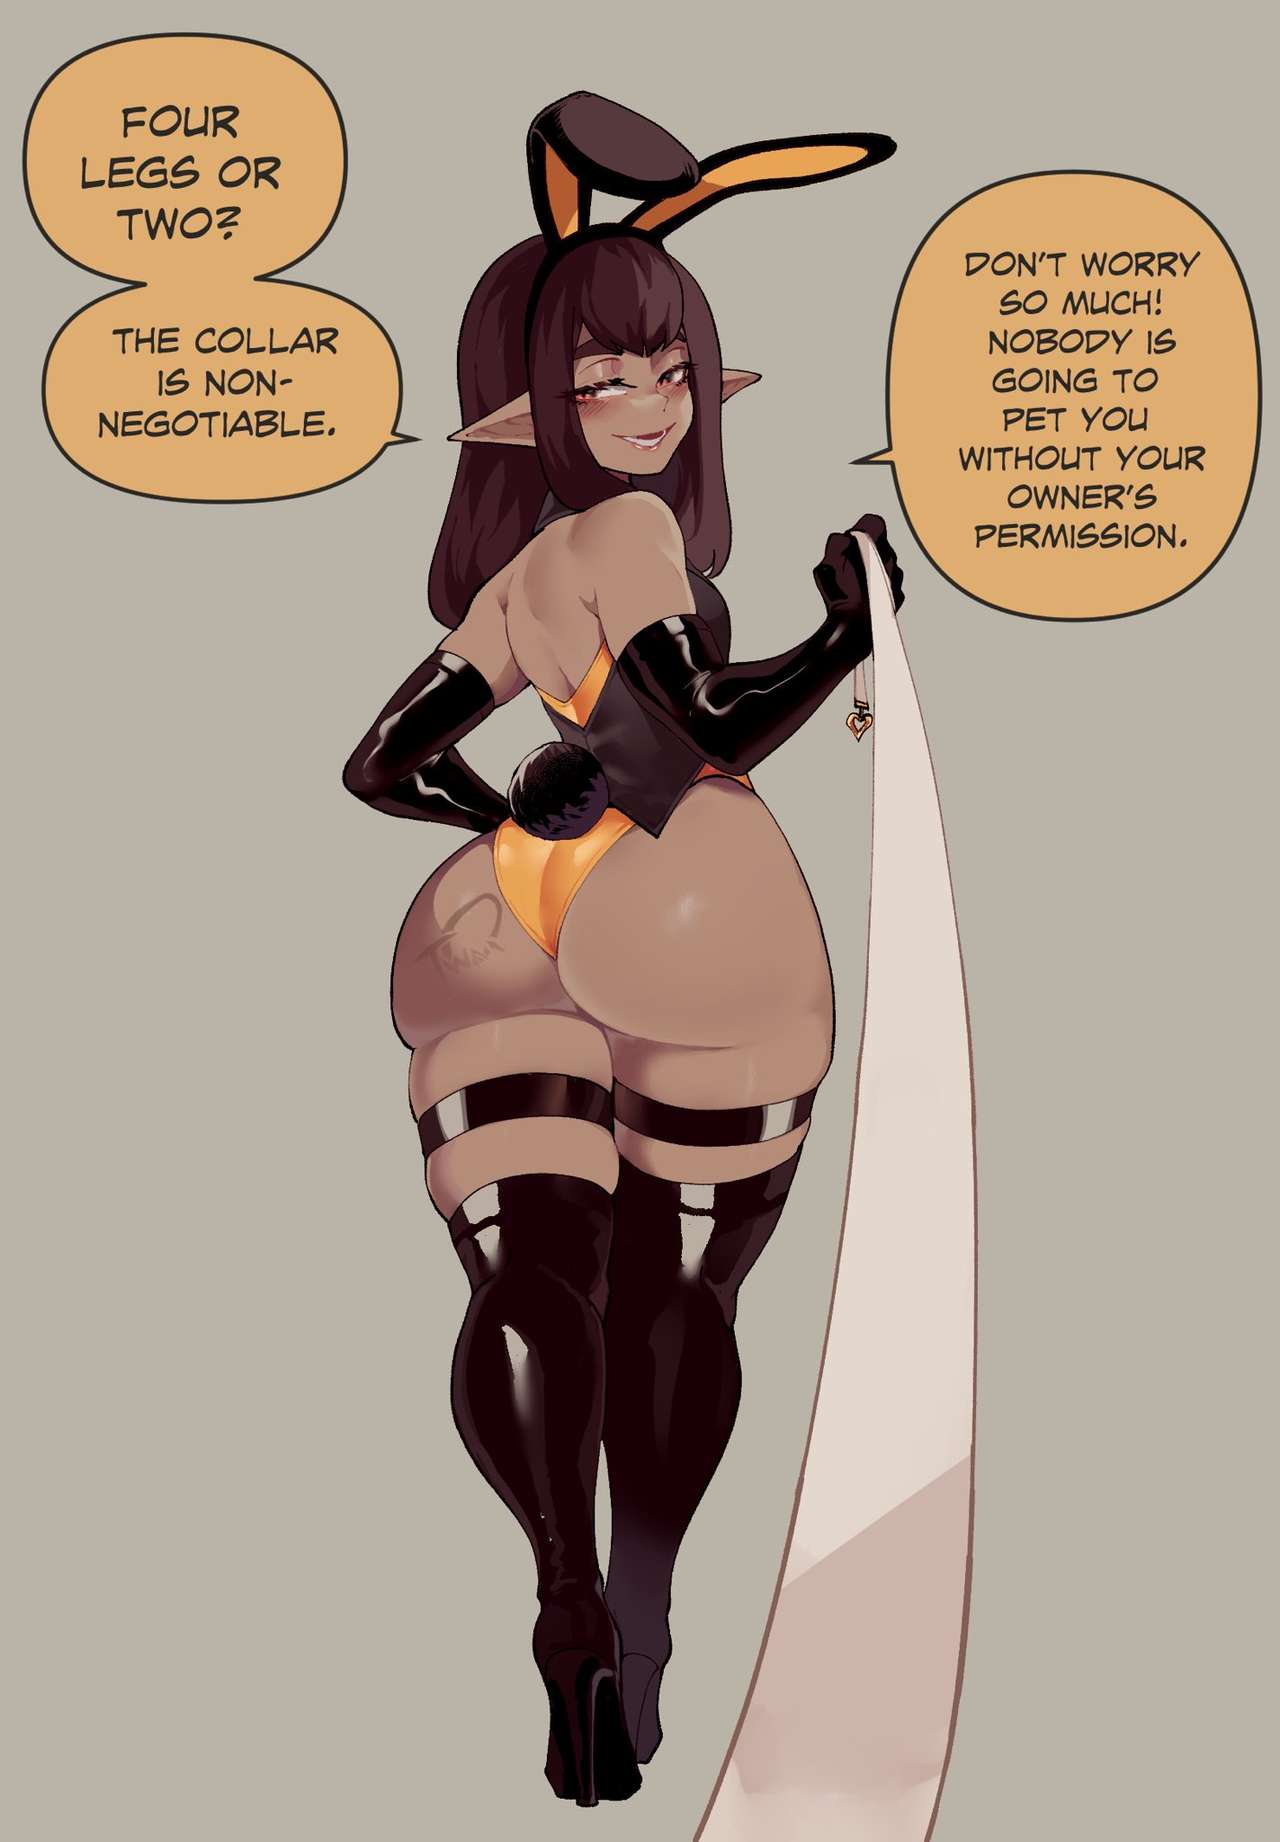 FOUR
LEGS OR
TWO?
THE COLLAR
IS NON-
NEGOTIABLE.
DON'T WORRY
SO MUCH!
NOBODY IS
GOING TO
PET YOU
WITHOUT YOUR
OWNER'S
PERMISSION.